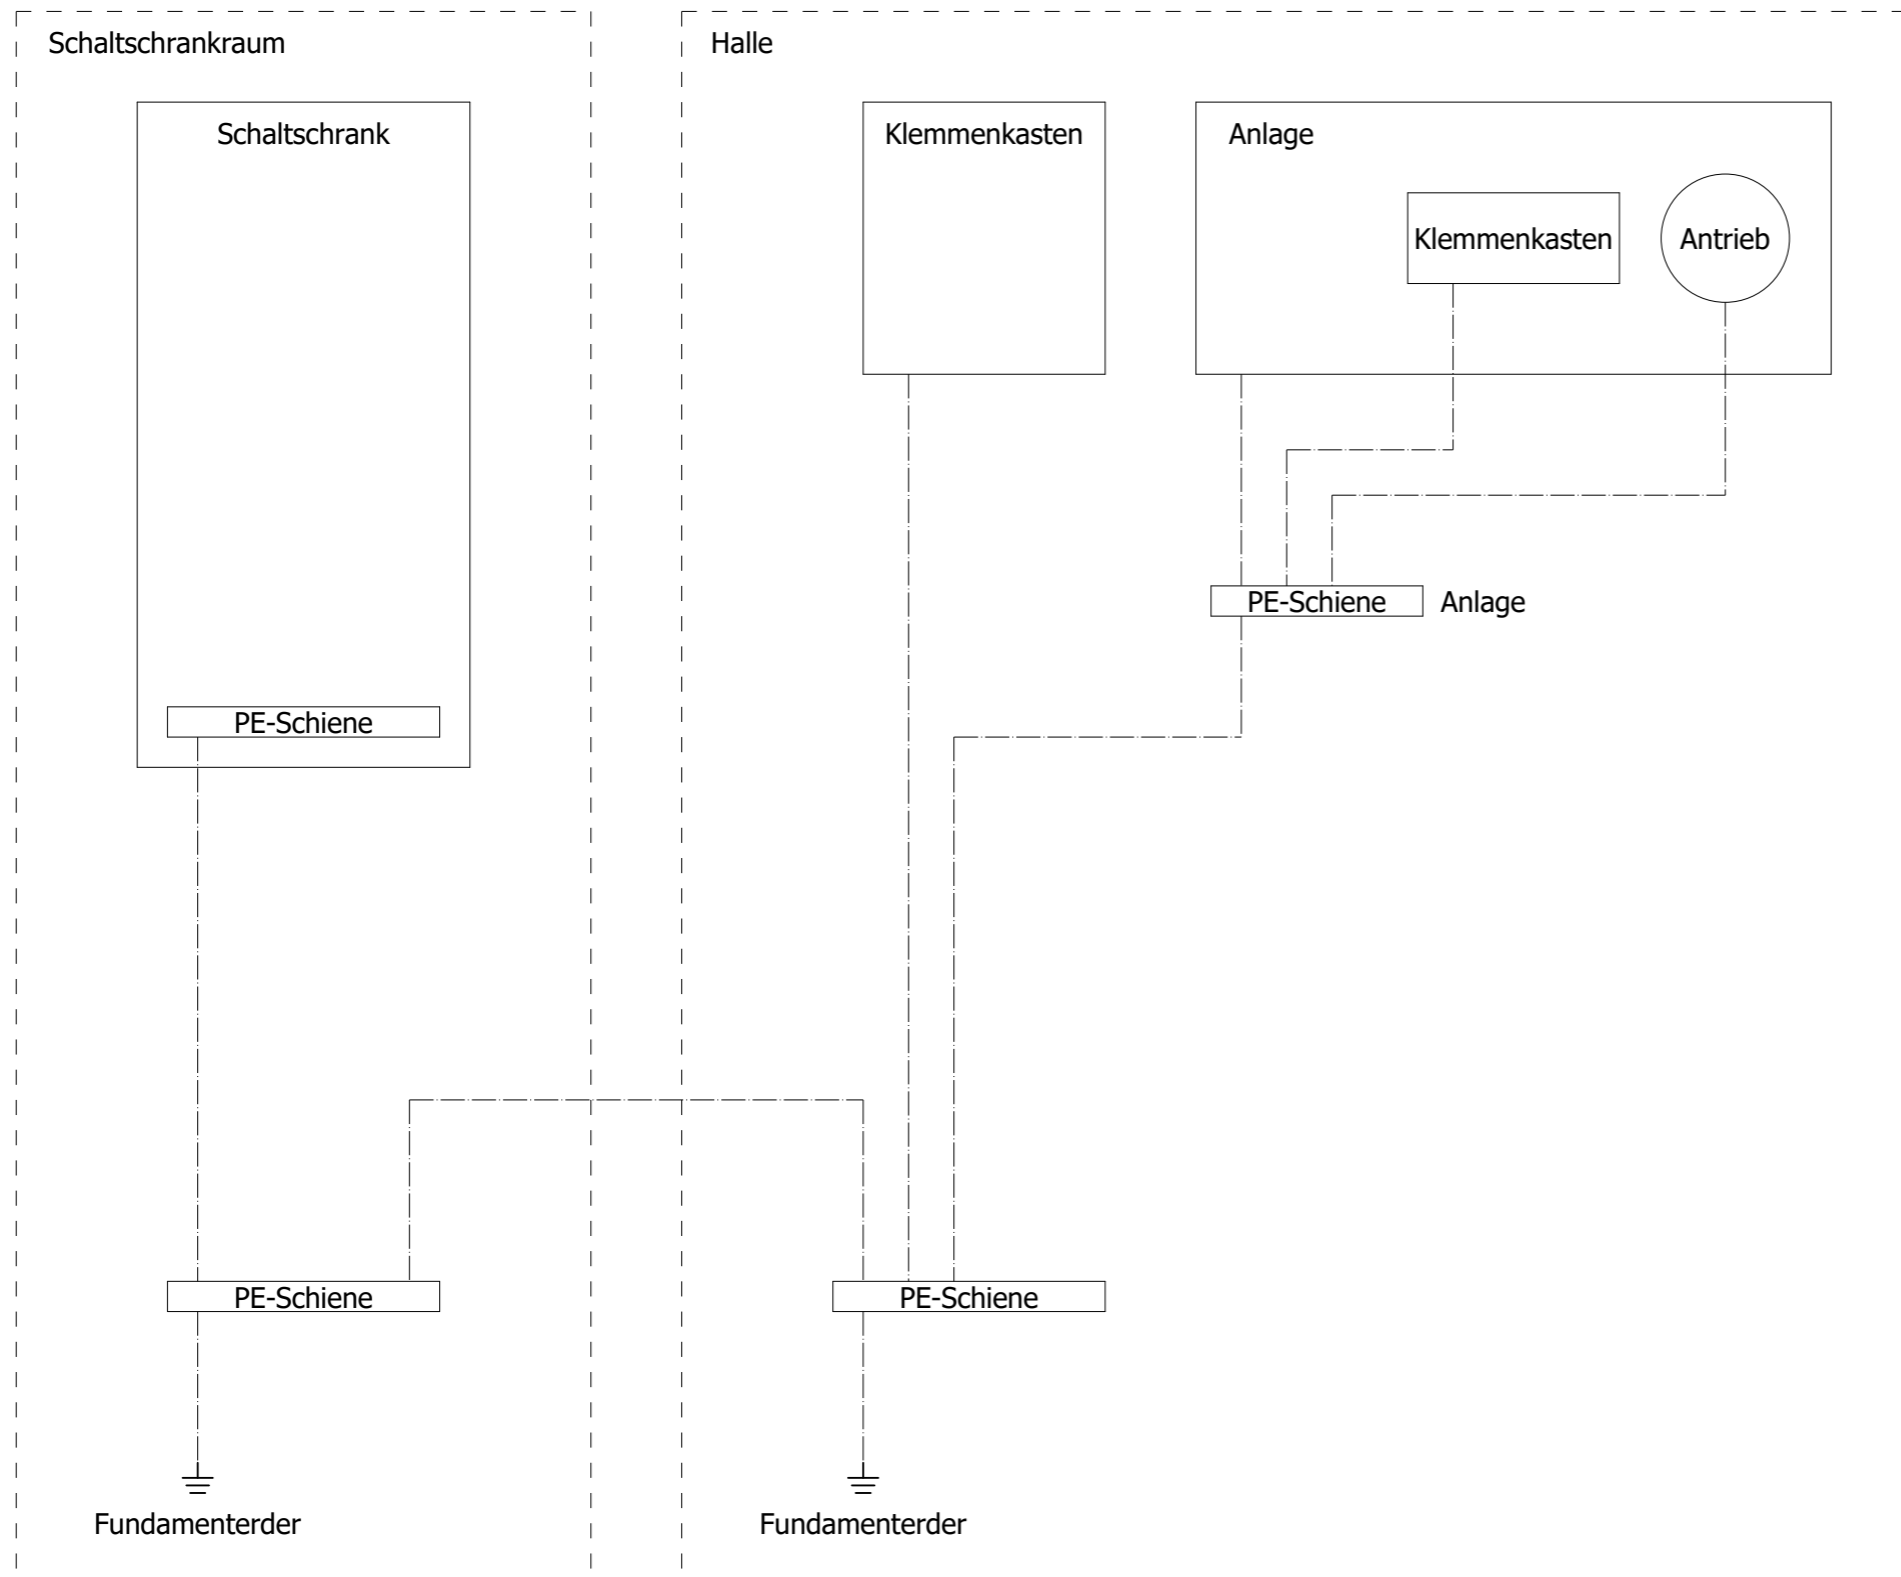 Schaltschrankraum
Halle
Schaltschrank
Klemmenkasten
Anlage
Klemmenkasten
Antrieb
PE-Schiene
Anlage
PE-Schiene
PE-Schiene
PE-Schiene
Fundamenterder
Fundamenterder